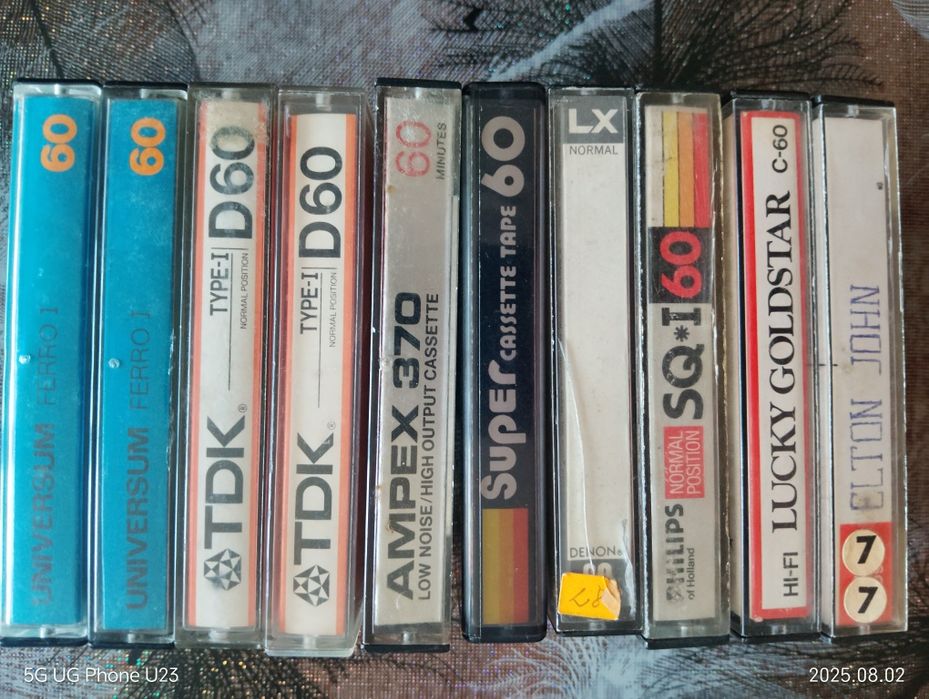 UNIVERSUM FERRO I 60
UNIVERSUM FERRO I 60
TDK® TYPE-I D60
NORMAL POSITION
TDK® TYPE-I D60
NORMAL POSITION
AMPEX 370 60
LOW NOISE/HIGH OUTPUT CASSETTE MINUTES
Super CASSETTE TAPE 60
LX
NORMAL
DENON®
PHILIPS NORMAL SQ*I 60
of Holland POSITION
HI-FI LUCKY GOLDSTAR C-60
7 ELTON JOHN
7
5G UG Phone U23
2025.08.02